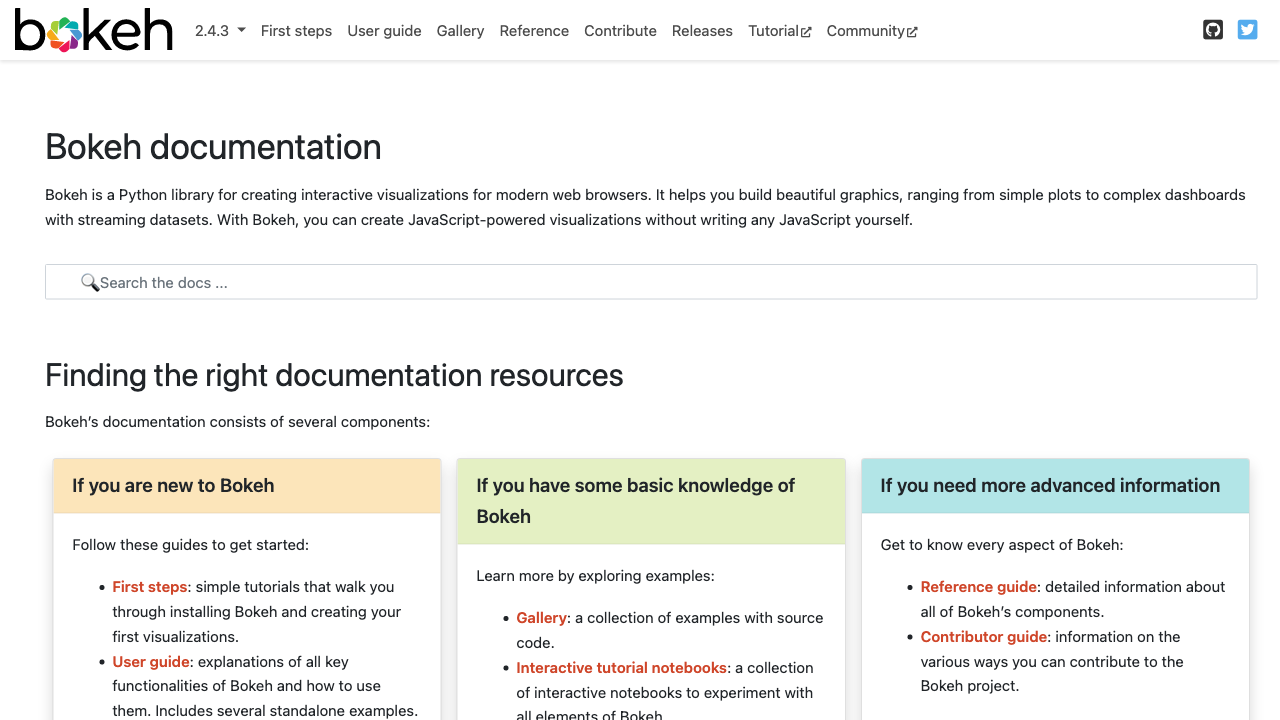 bokeh 2.4.3 First steps User guide Gallery Reference Contribute Releases Tutorial Community
Bokeh documentation
Bokeh is a Python library for creating interactive visualizations for modern web browsers. It helps you build beautiful graphics, ranging from simple plots to complex dashboards
with streaming datasets. With Bokeh, you can create JavaScript-powered visualizations without writing any JavaScript yourself.
Search the docs ...
Finding the right documentation resources
Bokeh’s documentation consists of several components:
If you are new to Bokeh
Follow these guides to get started:
First steps: simple tutorials that walk you
through installing Bokeh and creating your
first visualizations.
User guide: explanations of all key
functionalities of Bokeh and how to use
them. Includes several standalone examples.
If you have some basic knowledge of
Bokeh
Learn more by exploring examples:
Gallery: a collection of examples with source
code.
Interactive tutorial notebooks: a collection
of interactive notebooks to experiment with
all elements of Bokeh.
If you need more advanced information
Get to know every aspect of Bokeh:
Reference guide: detailed information about
all of Bokeh’s components.
Contributor guide: information on the
various ways you can contribute to the
Bokeh project.